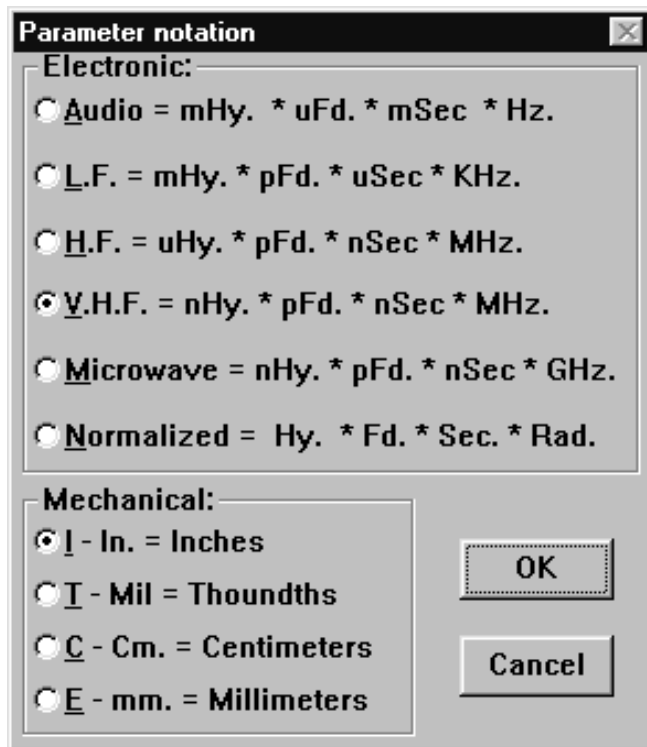 Parameter notation
Electronic:
Audio = mHy. * uFd. * mSec * Hz.
L.F. = mHy. * pFd. * uSec * KHz.
H.F. = uHy. * pFd. * nSec * MHz.
V.H.F. = nHy. * pFd. * nSec * MHz.
Microwave = nHy. * pFd. * nSec * GHz.
Normalized = Hy. * Fd. * Sec. * Rad.
Mechanical:
I - In. = Inches
T - Mil = Thoundths
C - Cm. = Centimeters
E - mm. = Millimeters
OK
Cancel